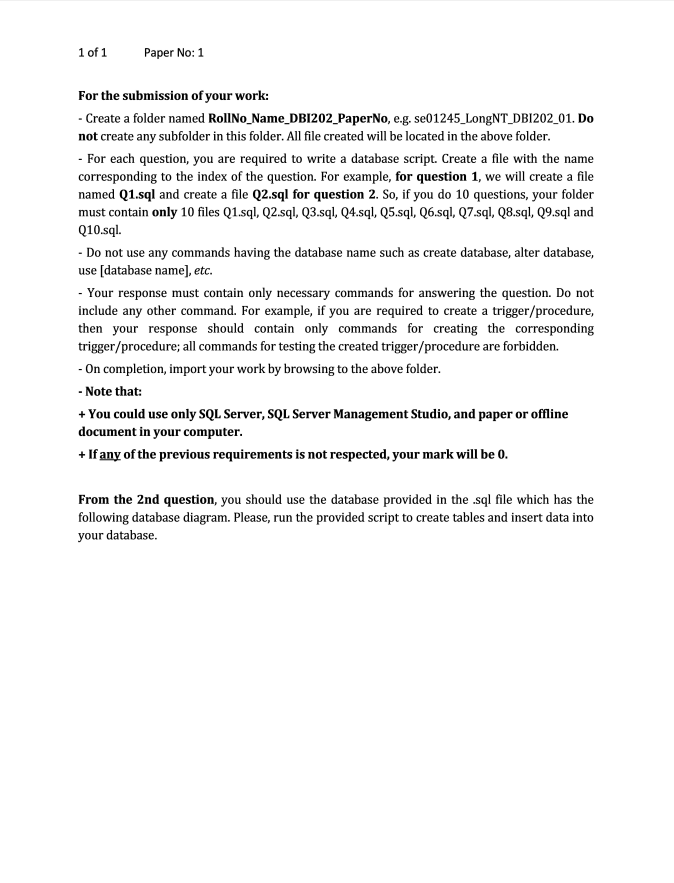 1 of 1 Paper No: 1
For the submission of your work:
- Create a folder named RollNo_Name_DBI202_PaperNo, e.g. se01245_LongNT_DBI202_01. Do
not create any subfolder in this folder. All file created will be located in the above folder.
- For each question, you are required to write a database script. Create a file with the name
corresponding to the index of the question. For example, for question 1, we will create a file
named Q1.sql and create a file Q2.sql for question 2. So, if you do 10 questions, your folder
must contain only 10 files Q1.sql, Q2.sql, Q3.sql, Q4.sql, Q5.sql, Q6.sql, Q7.sql, Q8.sql, Q9.sql and
Q10.sql.
- Do not use any commands having the database name such as create database, alter database,
use [database name], etc.
- Your response must contain only necessary commands for answering the question. Do not
include any other command. For example, if you are required to create a trigger/procedure,
then your response should contain only commands for creating the corresponding
trigger/procedure; all commands for testing the created trigger/procedure are forbidden.
- On completion, import your work by browsing to the above folder.
- Note that:
+ You could use only SQL Server, SQL Server Management Studio, and paper or offline
document in your computer.
+ If any of the previous requirements is not respected, your mark will be 0.
From the 2nd question, you should use the database provided in the .sql file which has the
following database diagram. Please, run the provided script to create tables and insert data into
your database.